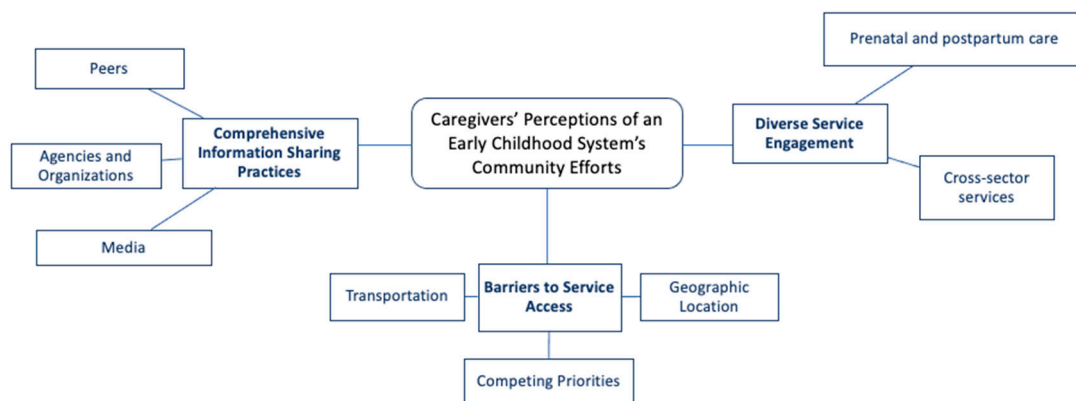 Prenatal and postpartum care
Peers
Caregivers' Perceptions of an
Early Childhood System's
Community Efforts
Comprehensive
Information Sharing
Practices
Diverse Service
Engagement
Agencies and
Organizations
Cross-sector
services
Media
Transportation
Barriers to Service
Access
Geographic
Location
Competing Priorities